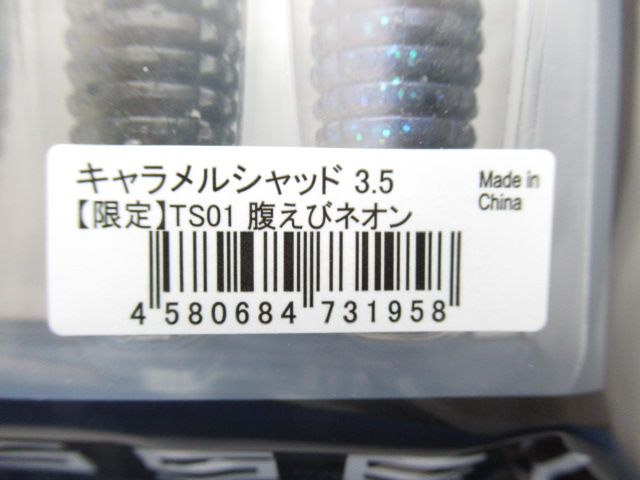 キャラメルシャッド 3.5
【限定】TS01 腹えびネオン
Made in
China
4 580684 731958